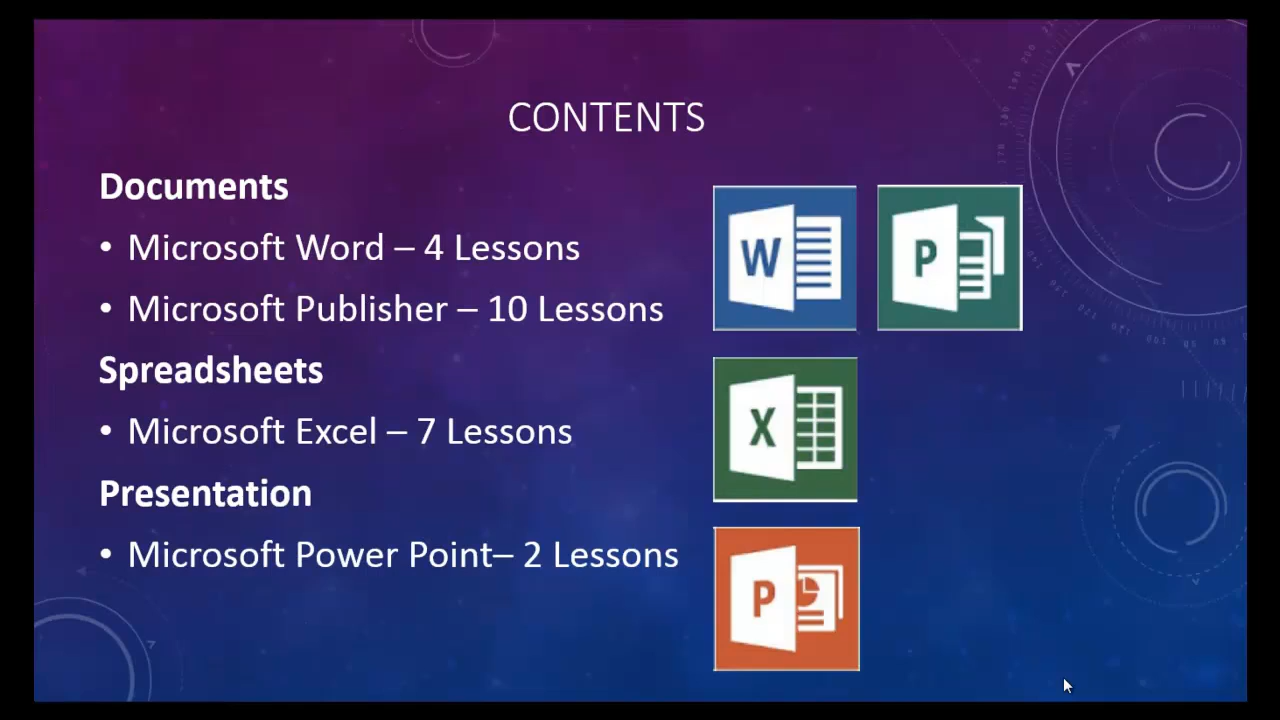 CONTENTS
Documents
• Microsoft Word – 4 Lessons
• Microsoft Publisher – 10 Lessons
Spreadsheets
• Microsoft Excel – 7 Lessons
Presentation
• Microsoft Power Point– 2 Lessons
W
P
X
P